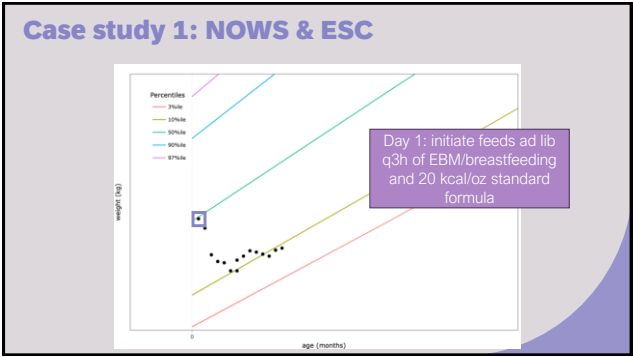 Case study 1: NOWS & ESC
Percentiles
3%ile
10%ile
50%ile
90%ile
97%ile
Day 1: initiate feeds ad lib
q3h of EBM/breastfeeding
and 20 kcal/oz standard
formula
weight (kg)
0
age (months)